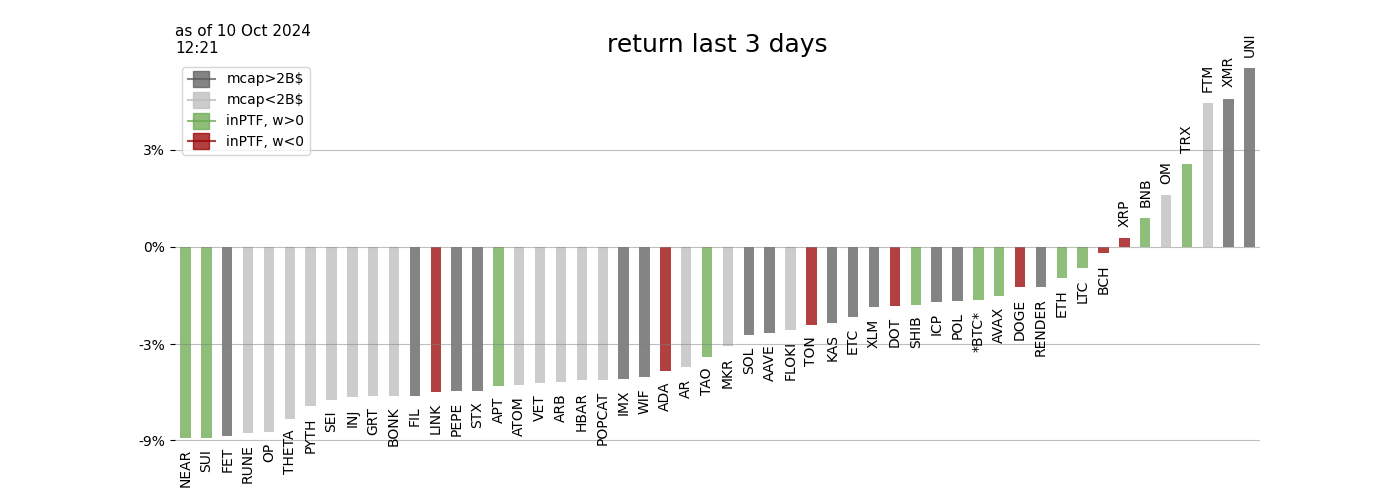 as of 10 Oct 2024
12:21
return last 3 days
mcap>2B$
mcap<2B$
inPTF, w>0
inPTF, w<0
3%
0%
-3%
-9%
NEAR
SUI
FET
RUNE
OP
THETA
PYTH
SEI
INJ
GRT
BONK
FIL
LINK
PEPE
STX
APT
ATOM
VET
ARB
HBAR
POPCAT
IMX
WIF
ADA
AR
TAO
MKR
SOL
AAVE
FLOKI
TON
KAS
ETC
XLM
DOT
SHIB
ICP
POL
*BTC*
AVAX
DOGE
RENDER
ETH
LTC
BCH
XRP
BNB
OM
TRX
FTM
XMR
UNI